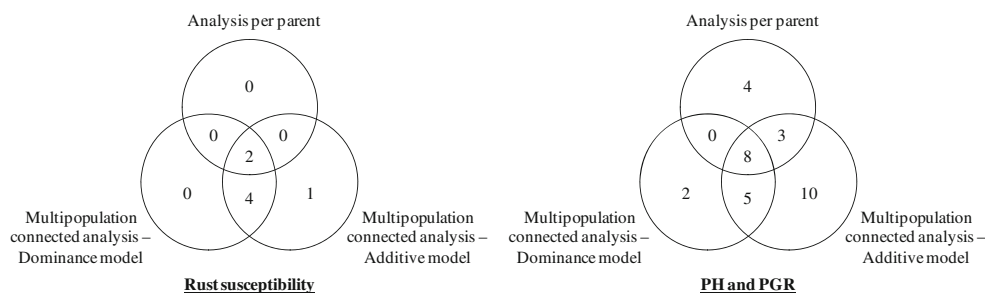 Analysis per parent
0
0
0
2
0
4
1
Multipopulation
connected analysis –
Dominance model
Multipopulation
connected analysis –
Additive model
Rust susceptibility
Analysis per parent
4
0
3
8
2
5
10
Multipopulation
connected analysis –
Dominance model
Multipopulation
connected analysis –
Additive model
PH and PGR